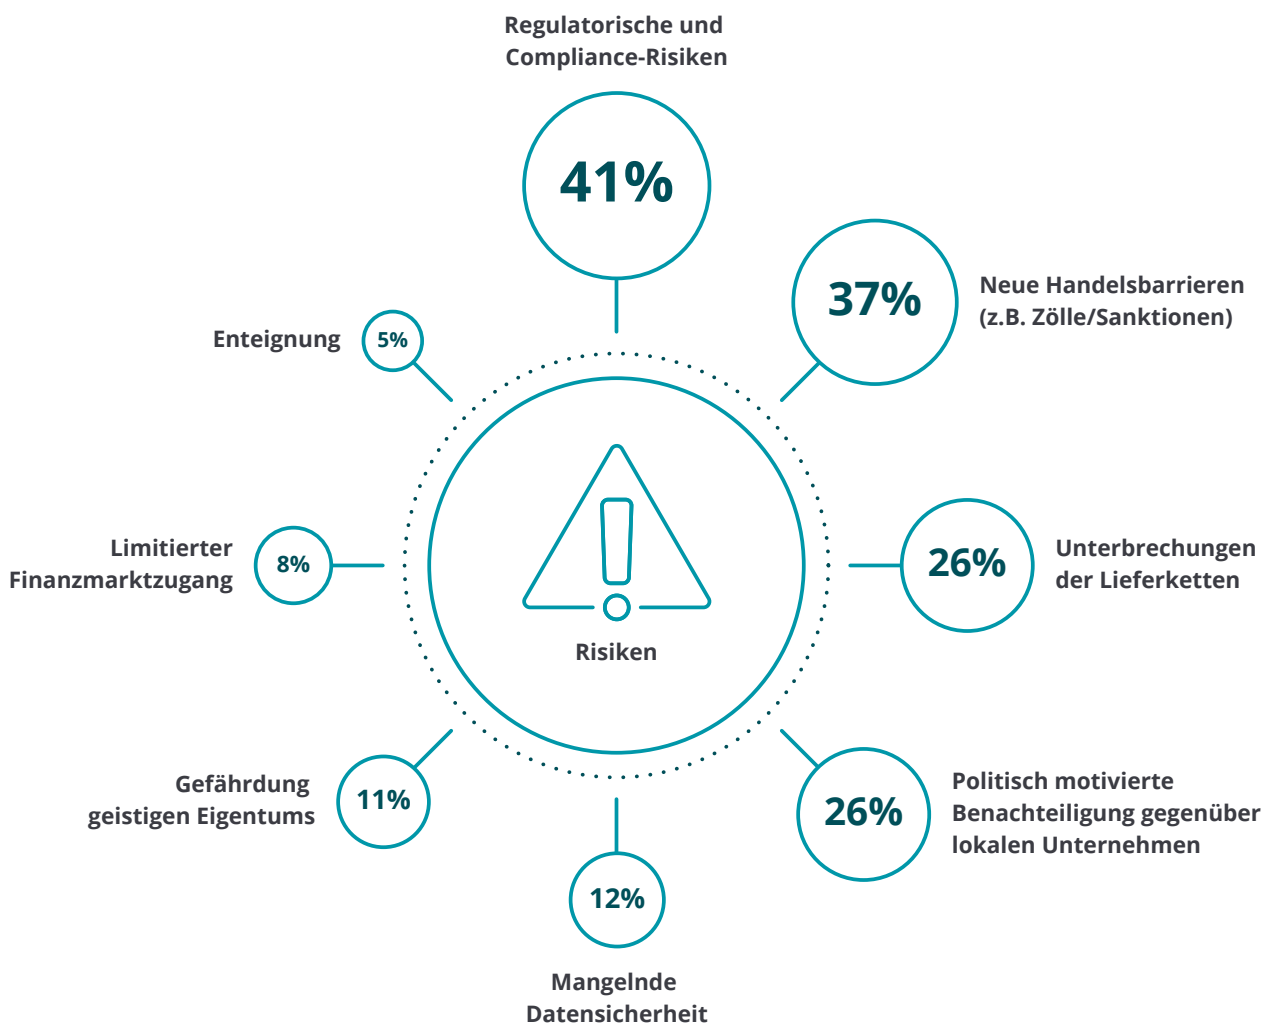 Regulatorische und
Compliance-Risiken
41%
37%
Neue Handelsbarrieren
(z.B. Zölle/Sanktionen)
26%
Unterbrechungen
der Lieferketten
26%
Politisch motivierte
Benachteiligung gegenüber
lokalen Unternehmen
12%
Mangelnde
Datensicherheit
Gefährdung
geistigen Eigentums
11%
Limitierter
Finanzmarktzugang
8%
Enteignung
5%
Risiken